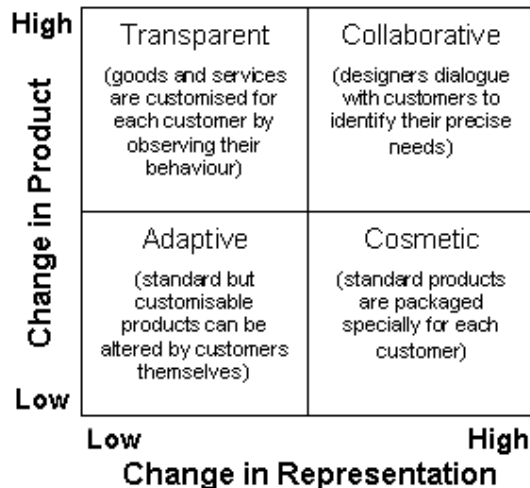 High
Transparent
(goods and services
are customised for
each customer by
observing their
behaviour)
Collaborative
(designers dialogue
with customers to
identify their precise
needs)
Change in Product
Adaptive
(standard but
customisable
products can be
altered by customers
themselves)
Cosmetic
(standard products
are packaged
specially for each
customer)
Low
Low
High
Change in Representation